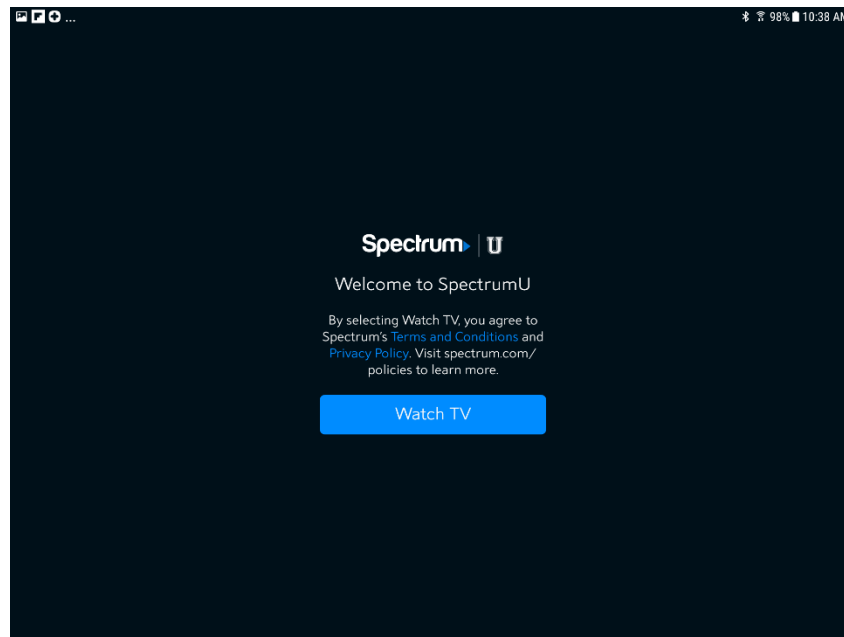 ... 98% 10:38 AM
Spectrum U
Welcome to SpectrumU
By selecting Watch TV, you agree to
Spectrum's Terms and Conditions and
Privacy Policy. Visit spectrum.com/
policies to learn more.
Watch TV